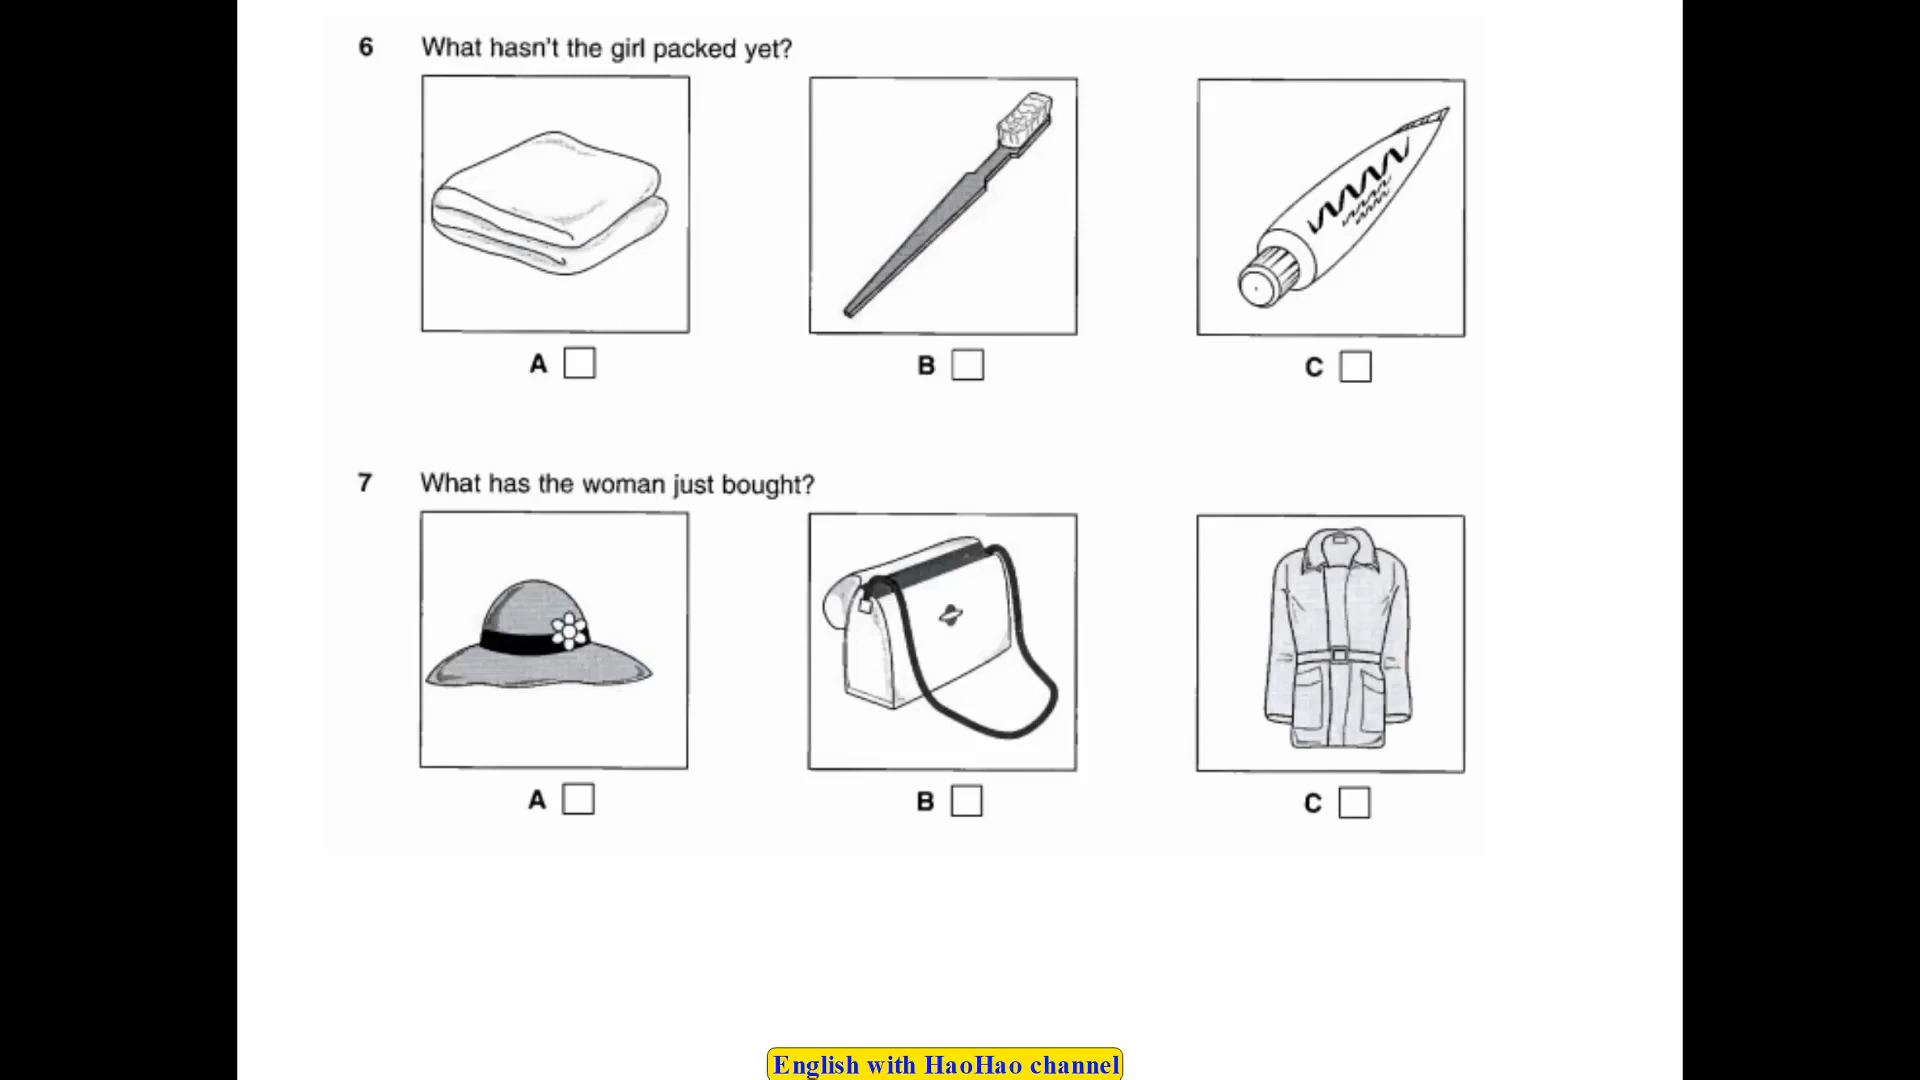 6 What hasn't the girl packed yet?
A B C
7 What has the woman just bought?
A B C
English with HaoHao channel